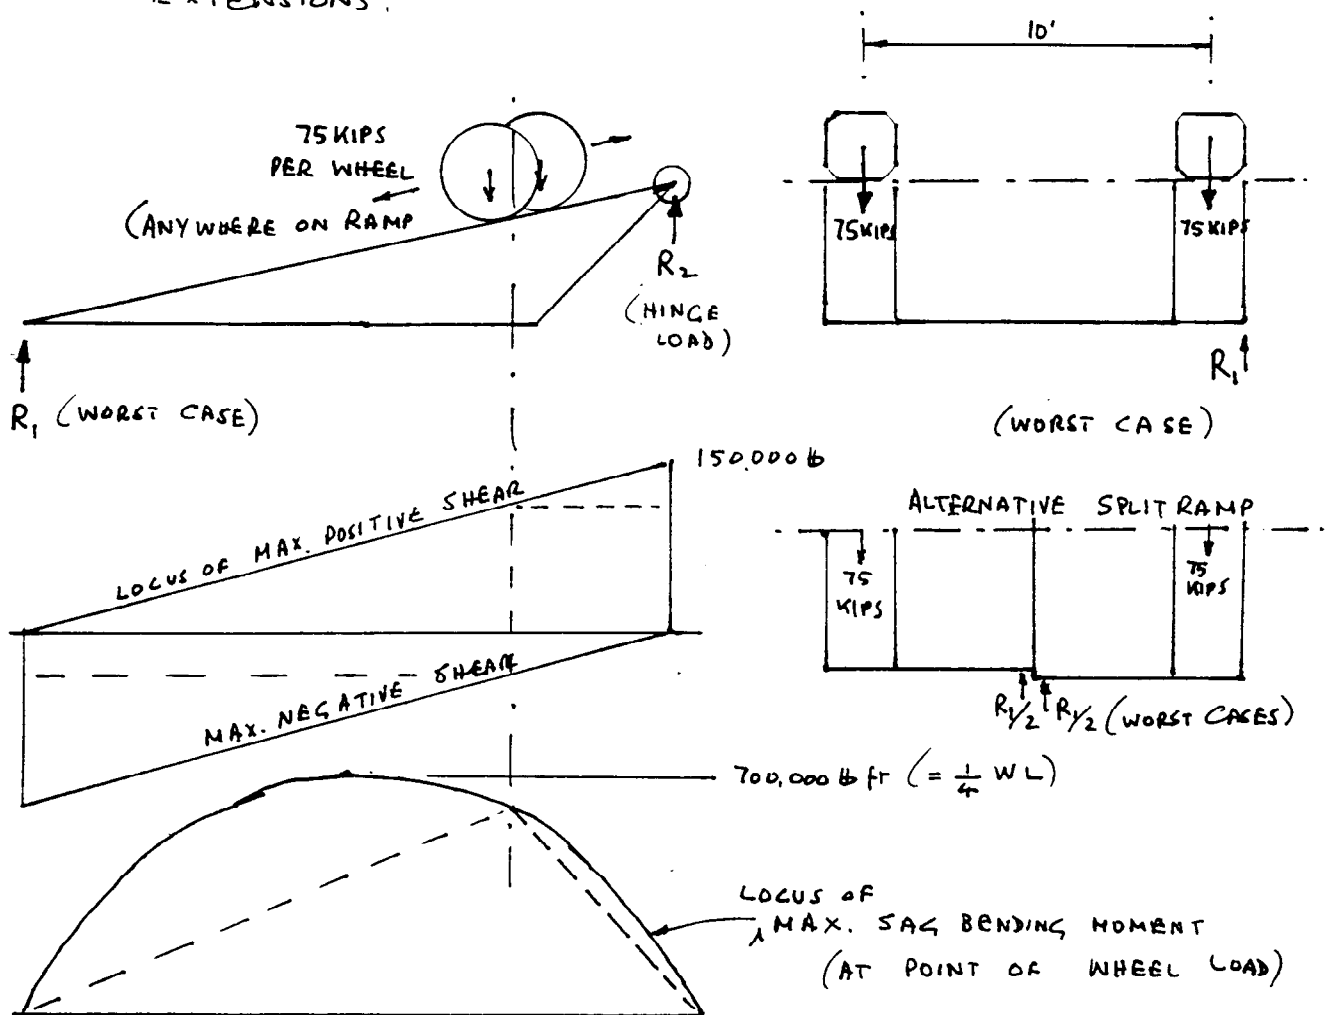 EXTENSIONS.
10'
75 KIPS
PER WHEEL
(ANYWHERE ON RAMP
R2
(HINGE
LOAD)
R1 (WORST CASE)
75 KIPS
75 KIPS
R1
(WORST CASE)
150,000 lb
LOCUS OF MAX. POSITIVE SHEAR
MAX. NEGATIVE SHEAR
ALTERNATIVE SPLIT RAMP
75
KIPS
75
KIPS
R1/2 R1/2 (WORST CASES)
700,000 lb ft (= 1/4 WL)
LOCUS OF
MAX. SAG BENDING MOMENT
(AT POINT OF WHEEL LOAD)